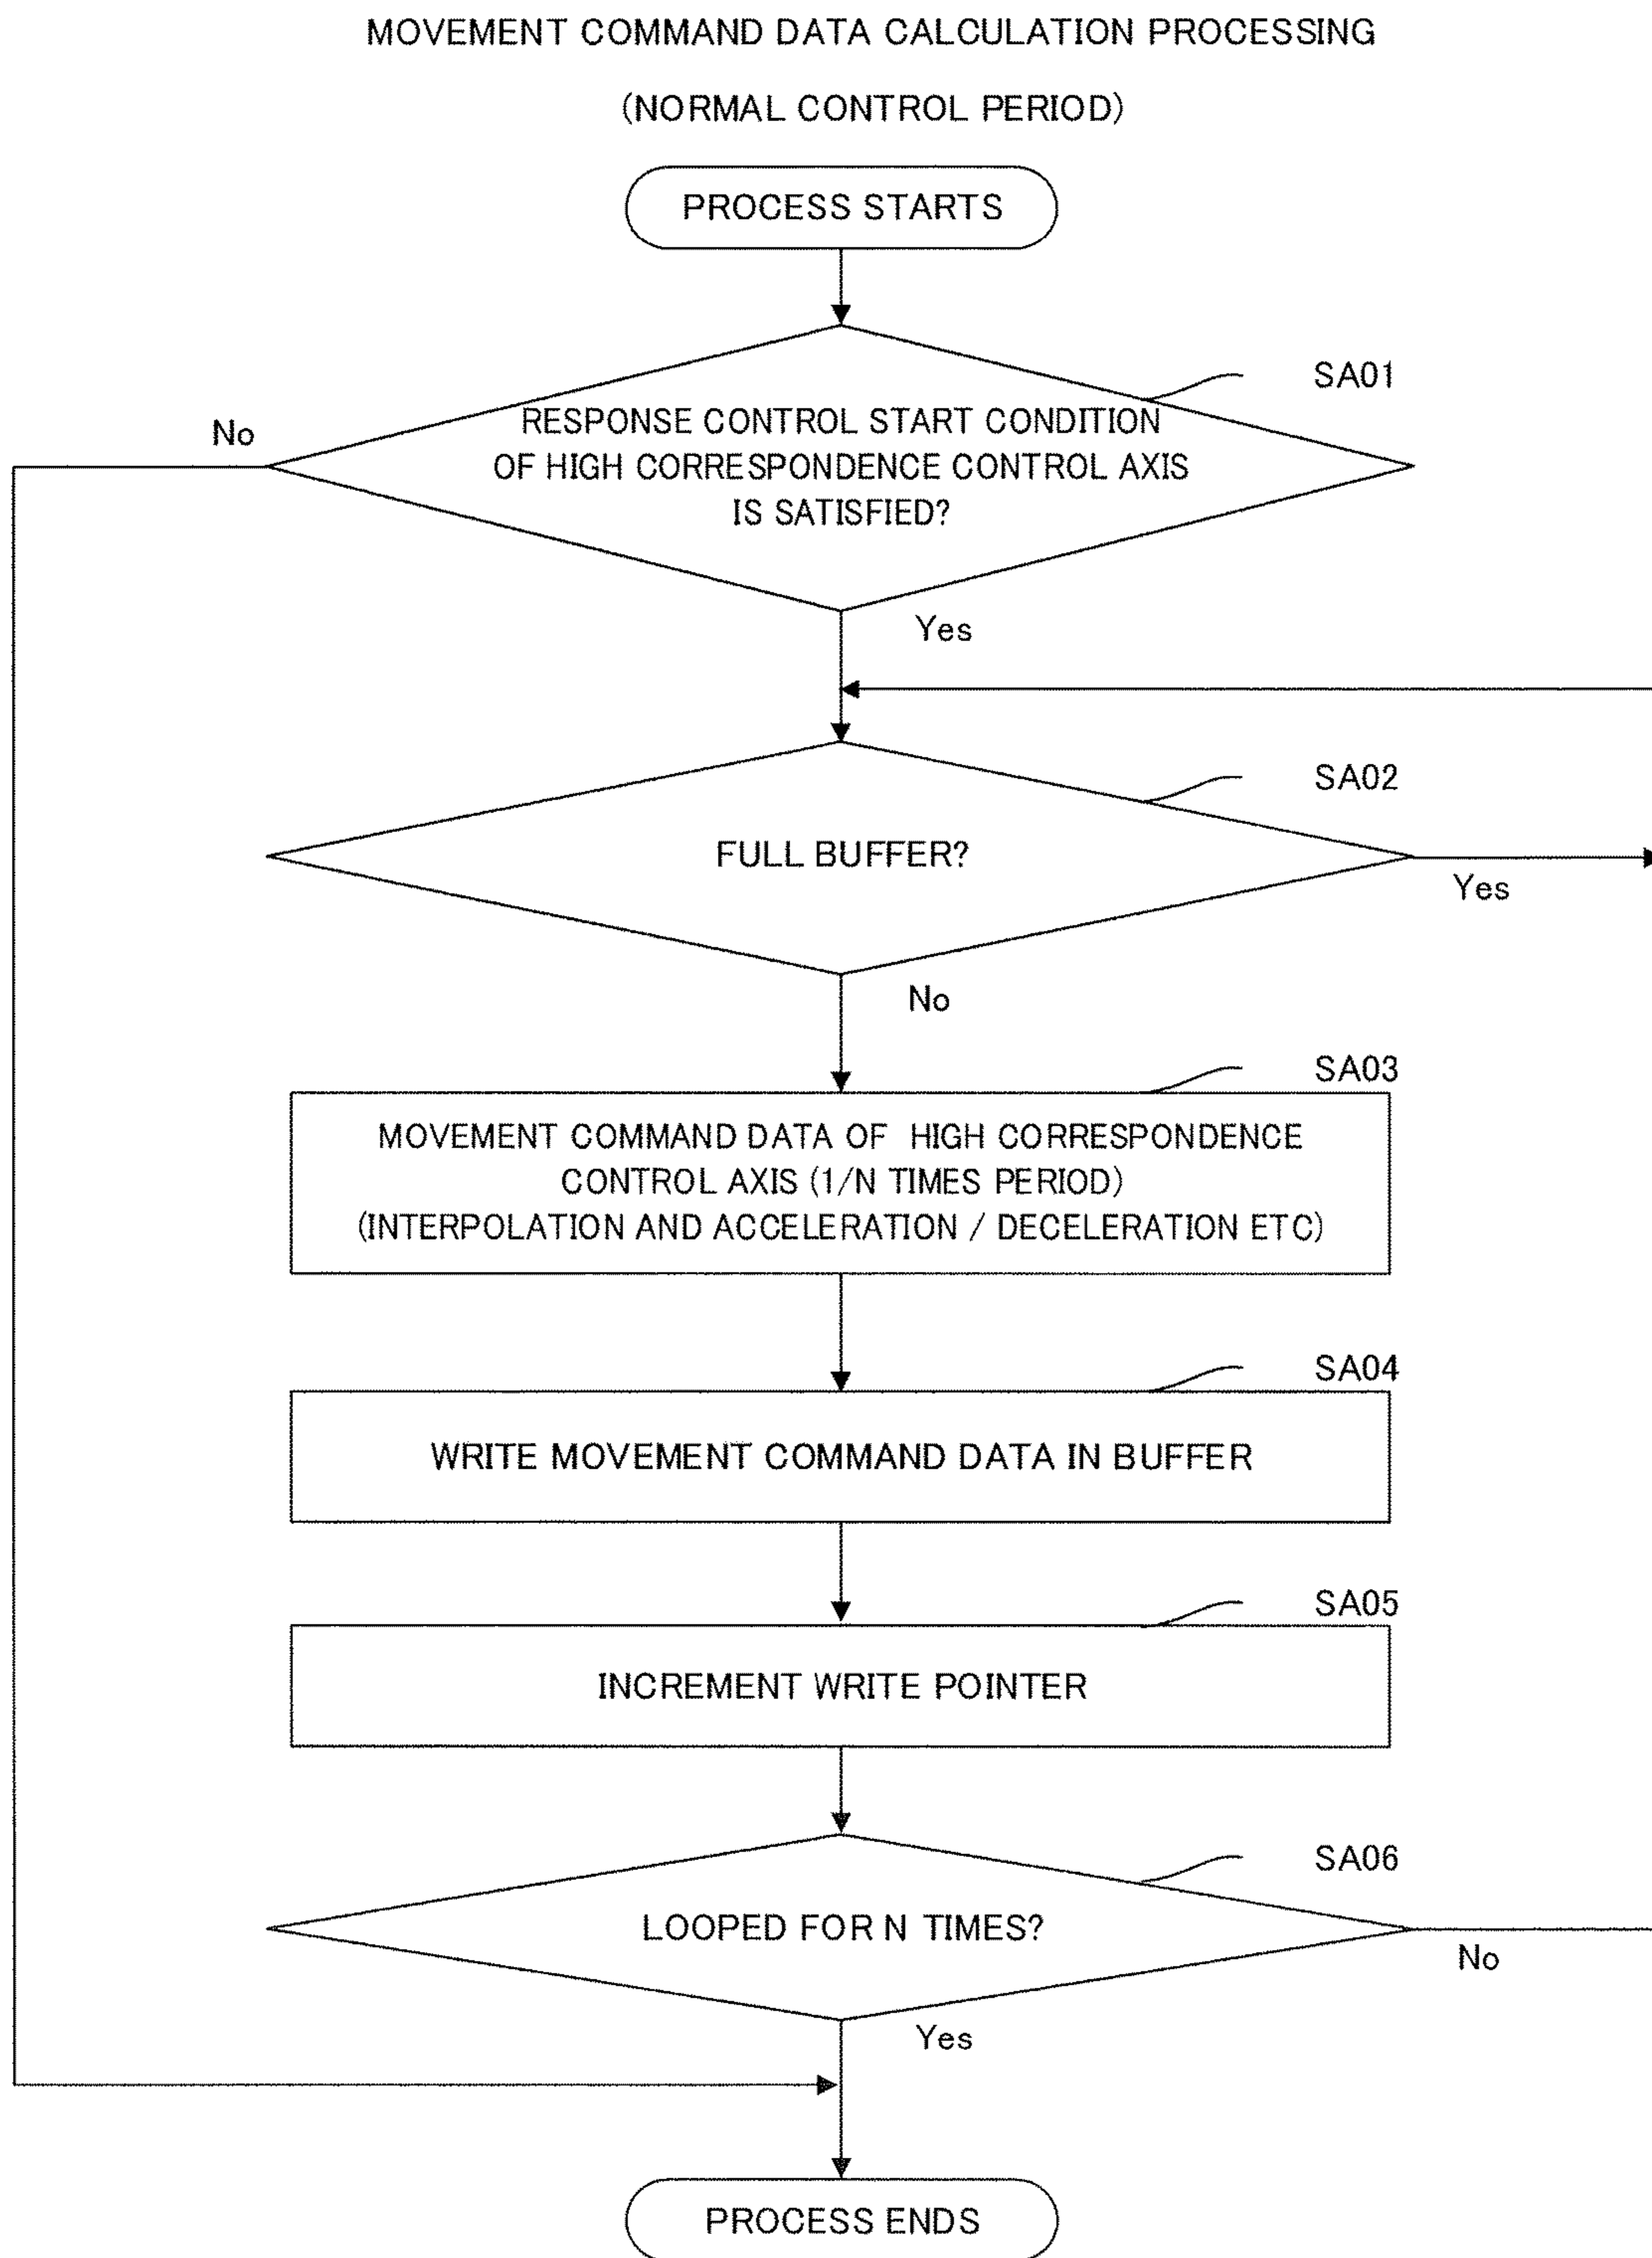 MOVEMENT COMMAND DATA CALCULATION PROCESSING
(NORMAL CONTROL PERIOD)
PROCESS STARTS
SA01
No
RESPONSE CONTROL START CONDITION
OF HIGH CORRESPONDENCE CONTROL AXIS
IS SATISFIED?
Yes
SA02
FULL BUFFER?
Yes
No
SA03
MOVEMENT COMMAND DATA OF HIGH CORRESPONDENCE
CONTROL AXIS (1/N TIMES PERIOD)
(INTERPOLATION AND ACCELERATION / DECELERATION ETC)
SA04
WRITE MOVEMENT COMMAND DATA IN BUFFER
SA05
INCREMENT WRITE POINTER
SA06
LOOPED FOR N TIMES?
No
Yes
PROCESS ENDS